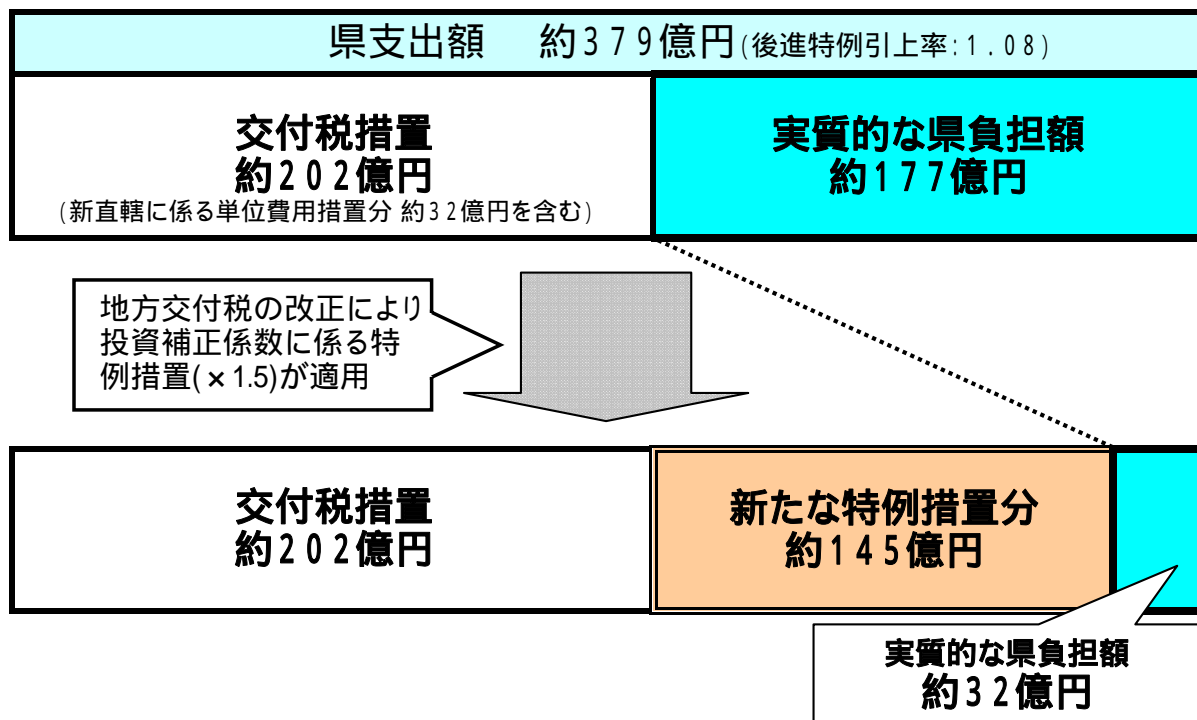 県支出額 約３７９億円(後進特例引上率:１.０８)
交付税措置
約２０２億円
(新直轄に係る単位費用措置分 約３２億円を含む)
実質的な県負担額
約１７７億円
地方交付税の改正により
投資補正係数に係る特
例措置(×1.5)が適用
交付税措置
約２０２億円
新たな特例措置分
約１４５億円
実質的な県負担額
約３２億円